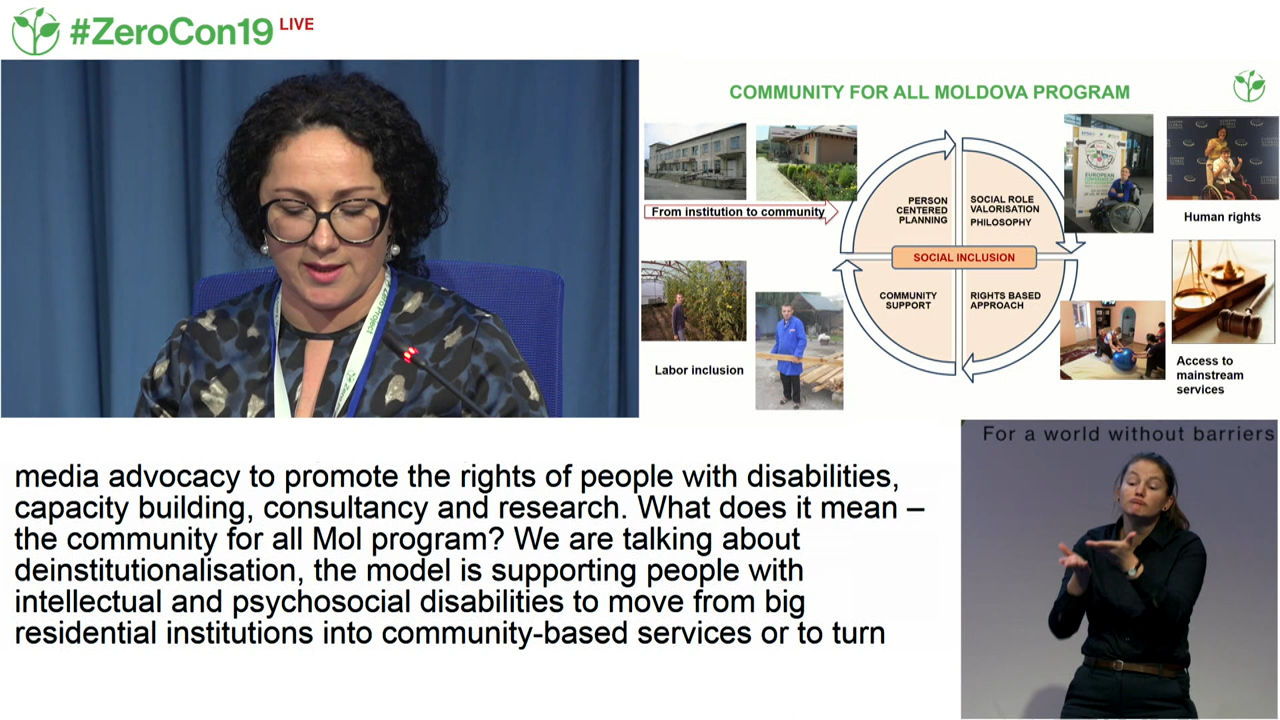 #ZeroCon19 LIVE
COMMUNITY FOR ALL MOLDOVA PROGRAM
From institution to community
PERSON
CENTERED
PLANNING
SOCIAL ROLE
VALORISATION
PHILOSOPHY
SOCIAL INCLUSION
COMMUNITY
SUPPORT
RIGHTS BASED
APPROACH
Human rights
Labor inclusion
Access to
mainstream
services
EUROPEAN
For a world without barriers
media advocacy to promote the rights of people with disabilities,
capacity building, consultancy and research. What does it mean –
the community for all Mol program? We are talking about
deinstitutionalisation, the model is supporting people with
intellectual and psychosocial disabilities to move from big
residential institutions into community-based services or to turn